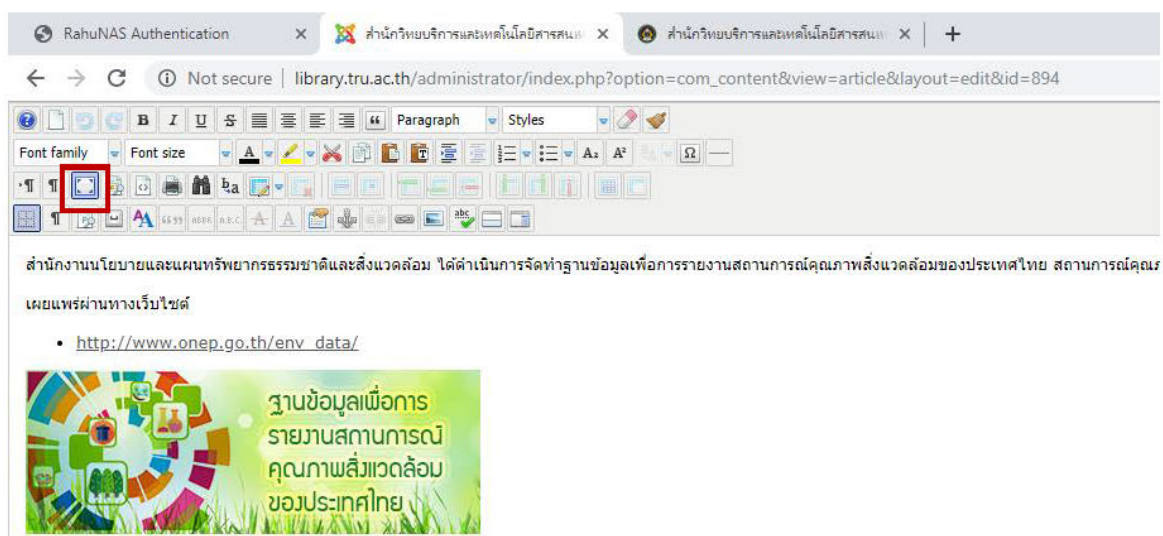 RahuNAS Authentication
สำนักวิทยบริการและเทคโนโลยีสารสนเ
สำนักวิทยบริการและเทคโนโลยีสารสนเท
Not secure | library.tru.ac.th/administrator/index.php?option=com_content&view=article&layout=edit&id=894
B I U S Paragraph Styles
Font family Font size A A₂ A² Ω
สำนักงานนโยบายและแผนทรัพยากรธรรมชาติและสิ่งแวดล้อม ได้ดำเนินการจัดทำฐานข้อมูลเพื่อการรายงานสถานการณ์คุณภาพสิ่งแวดล้อมของประเทศไทย สถานการณ์คุณภ
เผยแพร่ผ่านทางเว็บไซต์
• http://www.onep.go.th/env_data/
ฐานข้อมูลเพื่อการ
รายงานสถานการณ์
คุณภาพสิ่งแวดล้อม
ของประเทศไทย